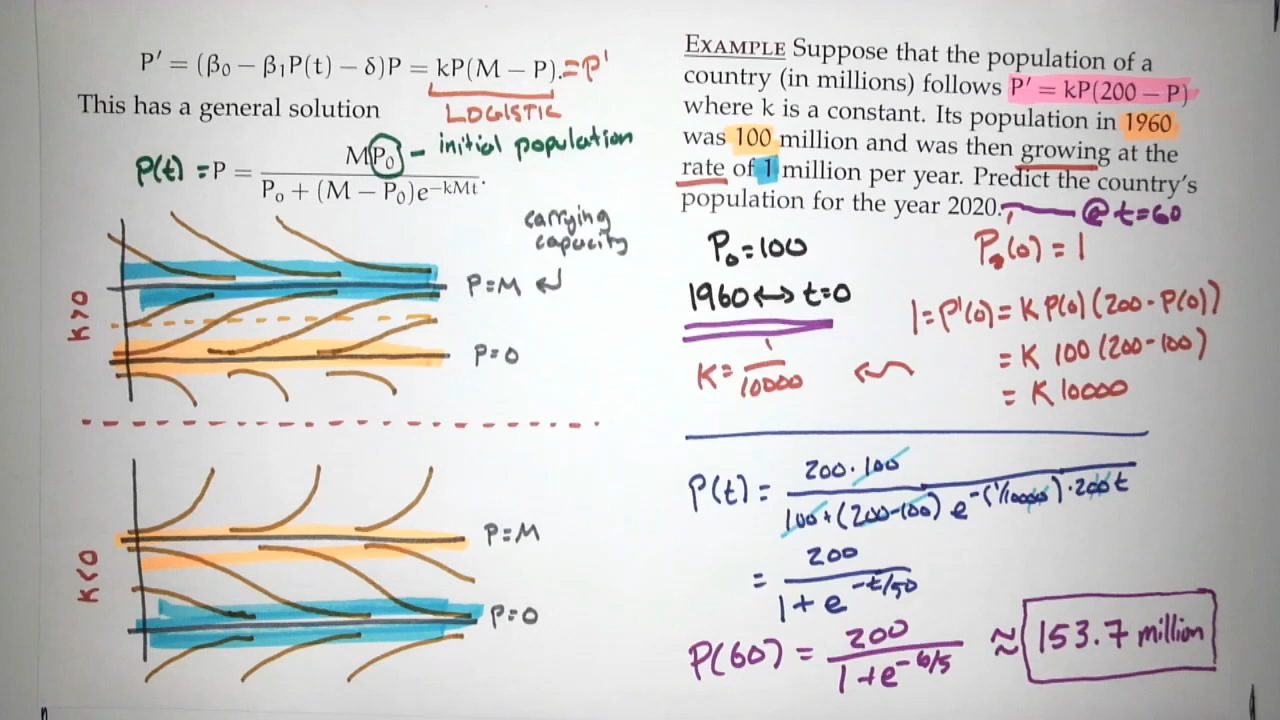 P′ = (β₀ − β₁P(t) − δ)P = kP(M − P). = P'
LOGISTIC
This has a general solution
P(t) = P = MP₀ / (P₀ + (M − P₀)e^{−kMt}).
initial population
carrying
capacity
P=M
P=0
K>0
P=M
P=0
K<0
EXAMPLE Suppose that the population of a
country (in millions) follows P′ = kP(200 − P)
where k is a constant. Its population in 1960
was 100 million and was then growing at the
rate of 1 million per year. Predict the country's
population for the year 2020. @ t=60
P₀=100
1960↔t=0
K= 1/10000
P'(0) = 1
1=P'(0) = K P(0)(200-P(0))
= K 100 (200-100)
= K 10000
P(t) = 200·100 / (100+(200-100) e^{-(1/10000)·200t})
= 200 / (1+e^{-t/50})
P(60) = 200 / (1+e^{-6/5}) ≈ 153.7 million